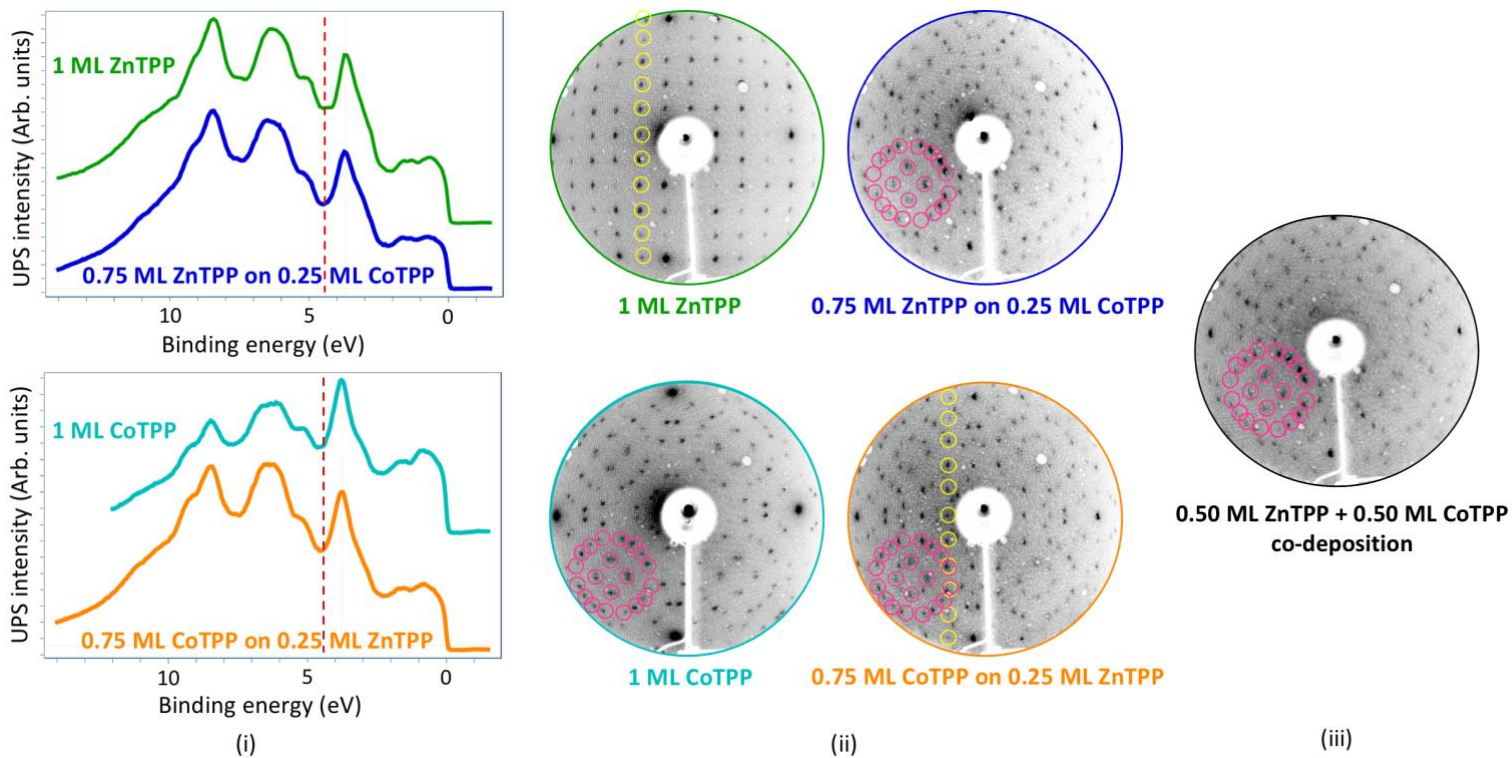 UPS intensity (Arb. units)
1 ML ZnTPP
0.75 ML ZnTPP on 0.25 ML CoTPP
10 5 0
Binding energy (eV)
UPS intensity (Arb. units)
1 ML CoTPP
0.75 ML CoTPP on 0.25 ML ZnTPP
10 5 0
Binding energy (eV)
(i)
1 ML ZnTPP
0.75 ML ZnTPP on 0.25 ML CoTPP
1 ML CoTPP
0.75 ML CoTPP on 0.25 ML ZnTPP
(ii)
0.50 ML ZnTPP + 0.50 ML CoTPP
co-deposition
(iii)